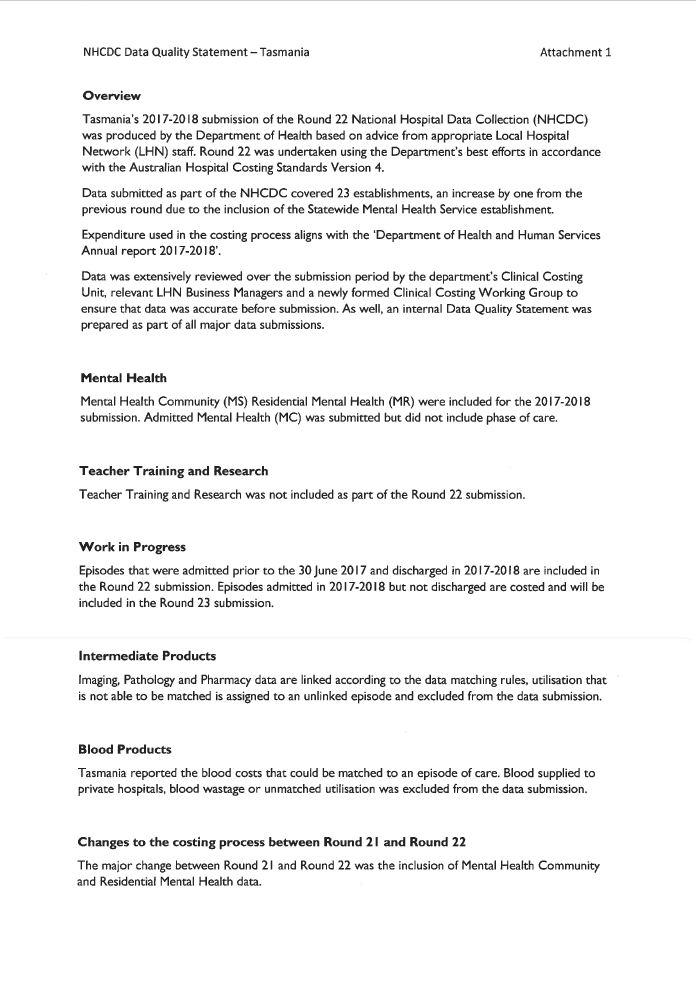 NHCDC Data Quality Statement – Tasmania Attachment 1
Overview
Tasmania's 2017-2018 submission of the Round 22 National Hospital Data Collection (NHCDC)
was produced by the Department of Health based on advice from appropriate Local Hospital
Network (LHN) staff. Round 22 was undertaken using the Department's best efforts in accordance
with the Australian Hospital Costing Standards Version 4.
Data submitted as part of the NHCDC covered 23 establishments, an increase by one from the
previous round due to the inclusion of the Statewide Mental Health Service establishment.
Expenditure used in the costing process aligns with the 'Department of Health and Human Services
Annual report 2017-2018'.
Data was extensively reviewed over the submission period by the department's Clinical Costing
Unit, relevant LHN Business Managers and a newly formed Clinical Costing Working Group to
ensure that data was accurate before submission. As well, an internal Data Quality Statement was
prepared as part of all major data submissions.
Mental Health
Mental Health Community (MS) Residential Mental Health (MR) were included for the 2017-2018
submission. Admitted Mental Health (MC) was submitted but did not include phase of care.
Teacher Training and Research
Teacher Training and Research was not included as part of the Round 22 submission.
Work in Progress
Episodes that were admitted prior to the 30 June 2017 and discharged in 2017-2018 are included in
the Round 22 submission. Episodes admitted in 2017-2018 but not discharged are costed and will be
included in the Round 23 submission.
Intermediate Products
Imaging, Pathology and Pharmacy data are linked according to the data matching rules, utilisation that
is not able to be matched is assigned to an unlinked episode and excluded from the data submission.
Blood Products
Tasmania reported the blood costs that could be matched to an episode of care. Blood supplied to
private hospitals, blood wastage or unmatched utilisation was excluded from the data submission.
Changes to the costing process between Round 21 and Round 22
The major change between Round 21 and Round 22 was the inclusion of Mental Health Community
and Residential Mental Health data.